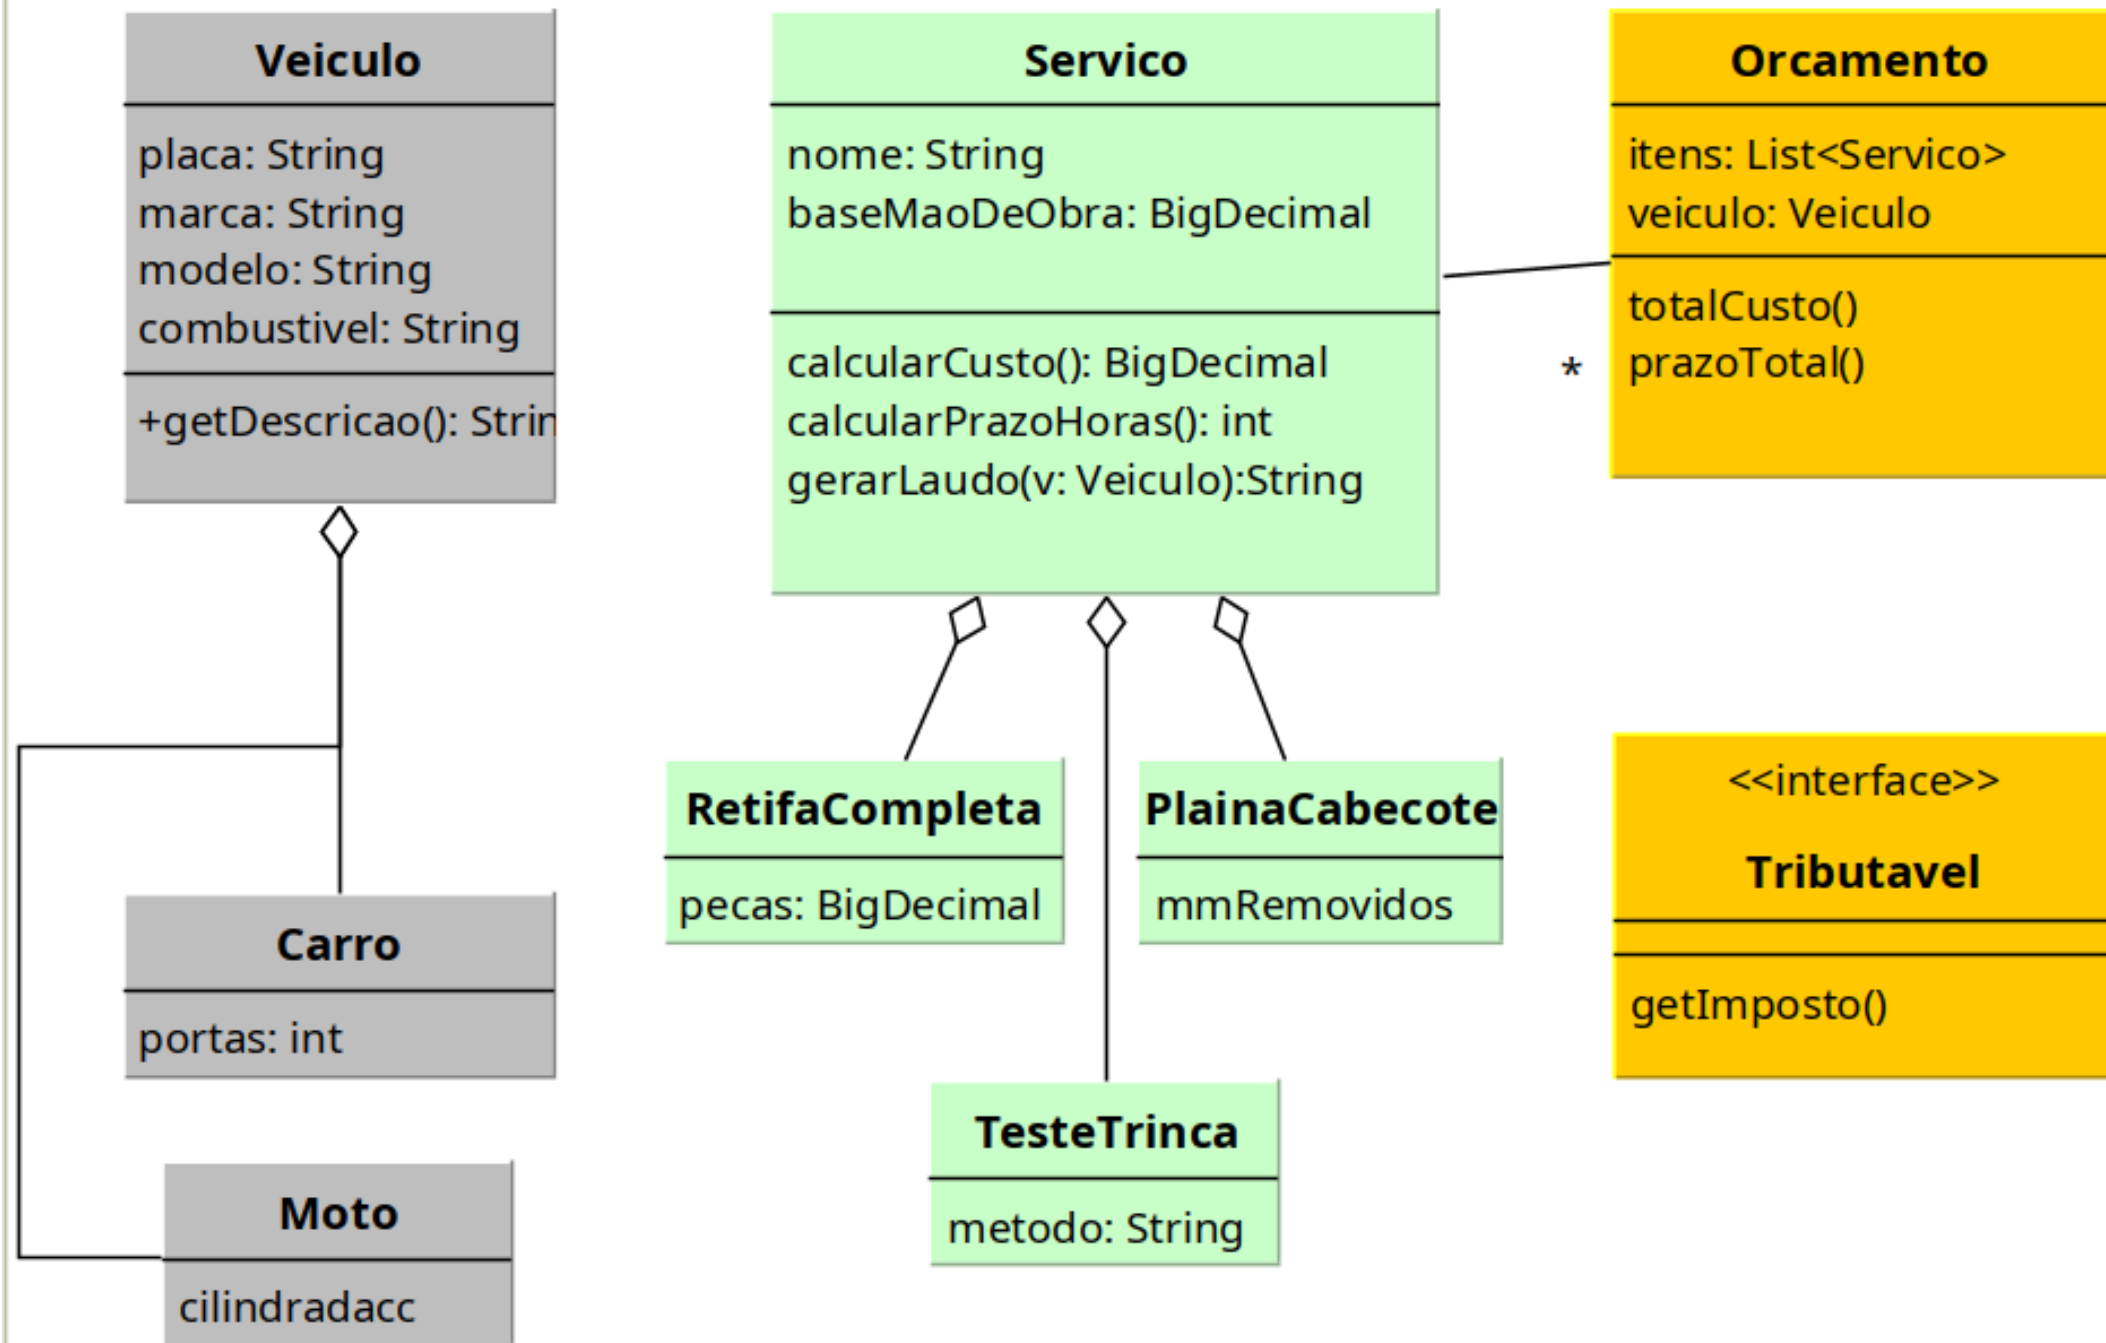 Veiculo
placa: String
marca: String
modelo: String
combustivel: String
+getDescricao(): Strin
Servico
nome: String
baseMaoDeObra: BigDecimal
calcularCusto(): BigDecimal
calcularPrazoHoras(): int
gerarLaudo(v: Veiculo):String
Orcamento
itens: List<Servico>
veiculo: Veiculo
totalCusto()
prazoTotal()
*
RetifaCompleta
pecas: BigDecimal
PlainaCabecote
mmRemovidos
<<interface>>
Tributavel
getImposto()
Carro
portas: int
TesteTrinca
metodo: String
Moto
cilindradacc